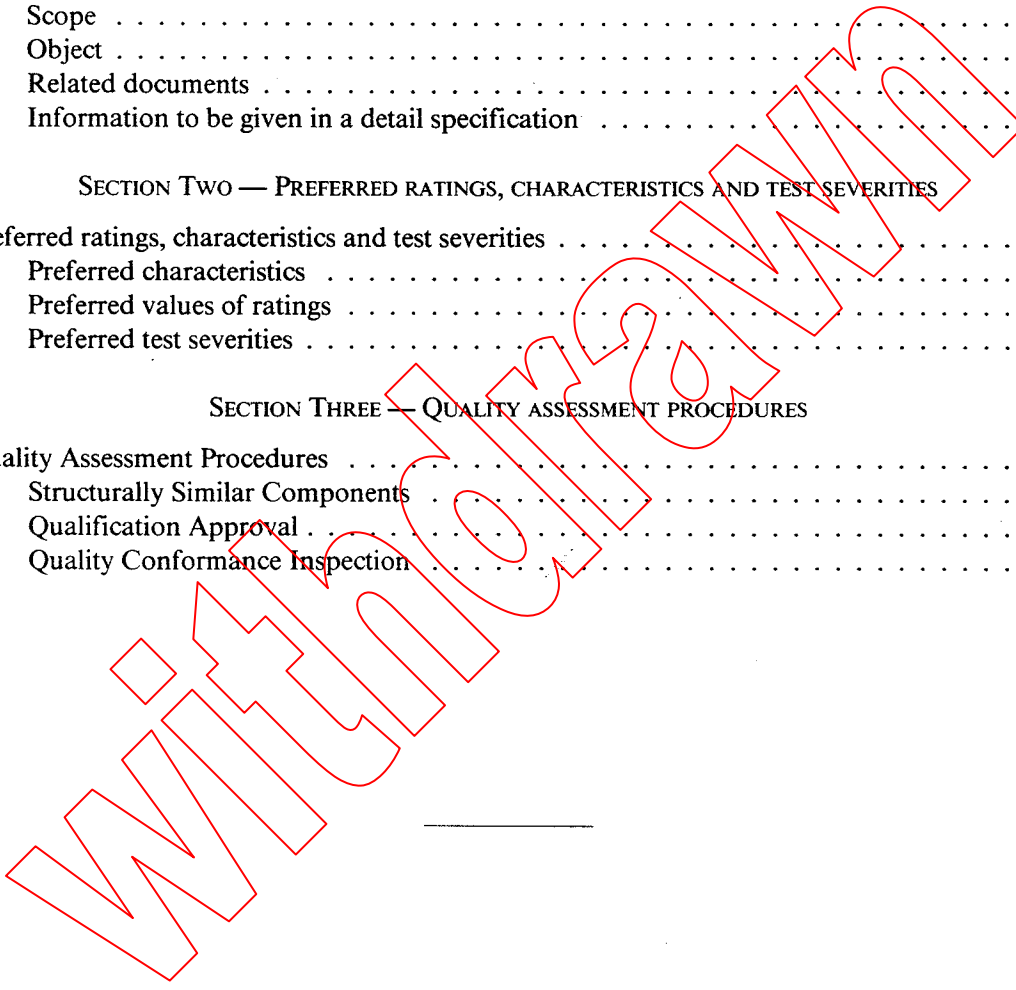 Scope . . . . . . . . . . . . . . . . . . . . . . . . . . . . . . . . . . . . . . . . . .
Object . . . . . . . . . . . . . . . . . . . . . . . . . . . . . . . . . . . . . . . . . .
Related documents . . . . . . . . . . . . . . . . . . . . . . . . . . . . . . . . . . .
Information to be given in a detail specification . . . . . . . . . . . . . . . . . . .
SECTION TWO — PREFERRED RATINGS, CHARACTERISTICS AND TEST SEVERITIES
eferred ratings, characteristics and test severities . . . . . . . . . . . . . . . . . . . . .
Preferred characteristics . . . . . . . . . . . . . . . . . . . . . . . . . . . . . . . .
Preferred values of ratings . . . . . . . . . . . . . . . . . . . . . . . . . . . . . . .
Preferred test severities . . . . . . . . . . . . . . . . . . . . . . . . . . . . . . . . .
SECTION THREE — QUALITY ASSESSMENT PROCEDURES
ality Assessment Procedures . . . . . . . . . . . . . . . . . . . . . . . . . . . . . . .
Structurally Similar Components . . . . . . . . . . . . . . . . . . . . . . . . . . . .
Qualification Approval . . . . . . . . . . . . . . . . . . . . . . . . . . . . . . . . .
Quality Conformance Inspection . . . . . . . . . . . . . . . . . . . . . . . . . . . .
withdrawn